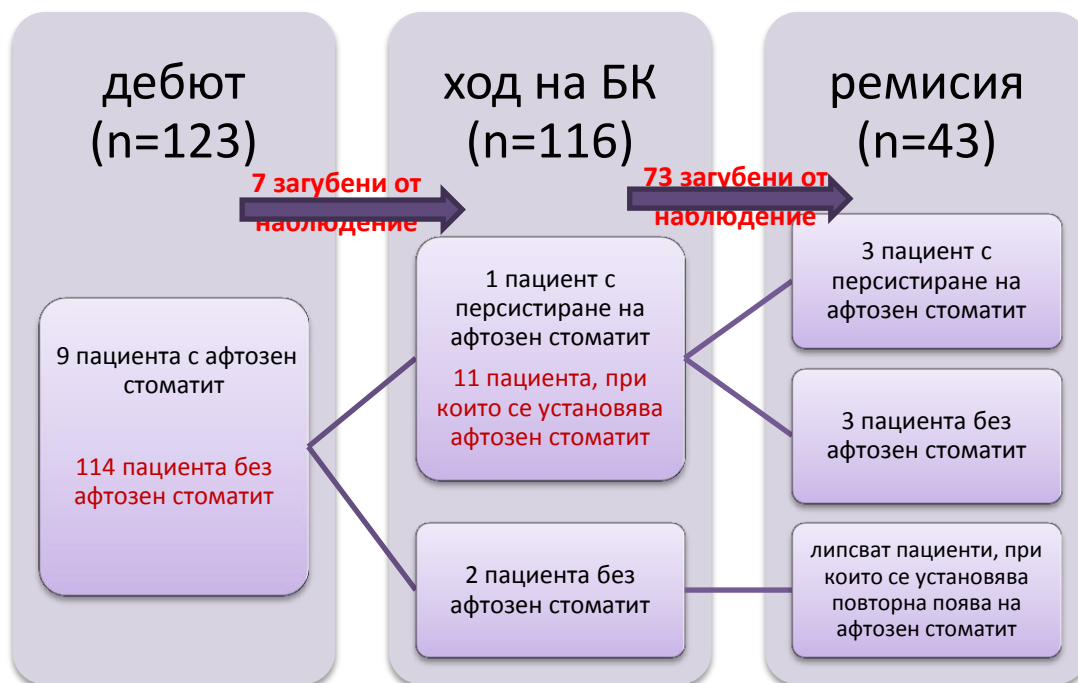 дебют
(n=123)
7 загубени от
наблюдение
9 пациента с афтозен
стоматит
114 пациента без
афтозен стоматит
ход на БК
(n=116)
73 загубени от
наблюдение
1 пациент с
персистиране на
афтозен стоматит
11 пациента, при
които се установява
афтозен стоматит
2 пациента без
афтозен стоматит
ремисия
(n=43)
3 пациент с
персистиране на
афтозен стоматит
3 пациента без
афтозен стоматит
липсват пациенти, при
които се установява
повторна поява на
афтозен стоматит